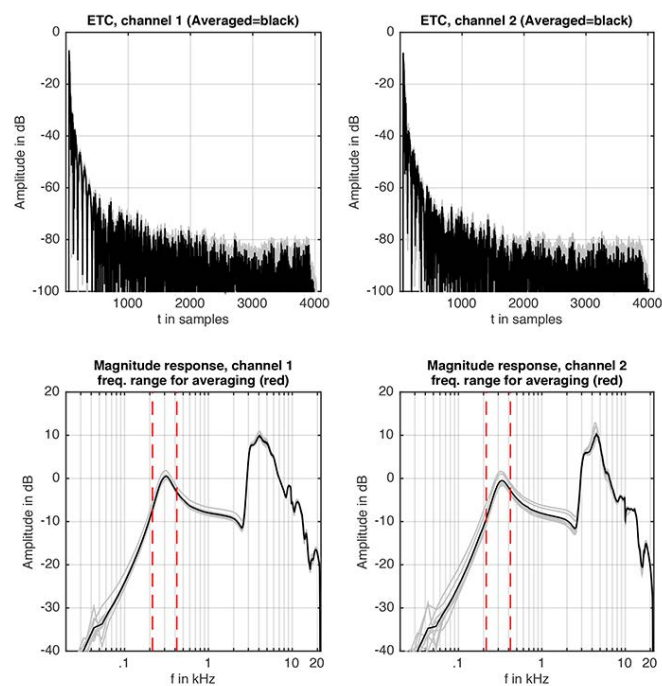 ETC, channel 1 (Averaged=black)
Amplitude in dB
0
-20
-40
-60
-80
-100
1000 2000 3000 4000
t in samples
ETC, channel 2 (Averaged=black)
Amplitude in dB
0
-20
-40
-60
-80
-100
1000 2000 3000 4000
t in samples
Magnitude response, channel 1
freq. range for averaging (red)
Amplitude in dB
20
10
0
-10
-20
-30
-40
.1 1 10 20
f in kHz
Magnitude response, channel 2
freq. range for averaging (red)
Amplitude in dB
20
10
0
-10
-20
-30
-40
.1 1 10 20
f in kHz